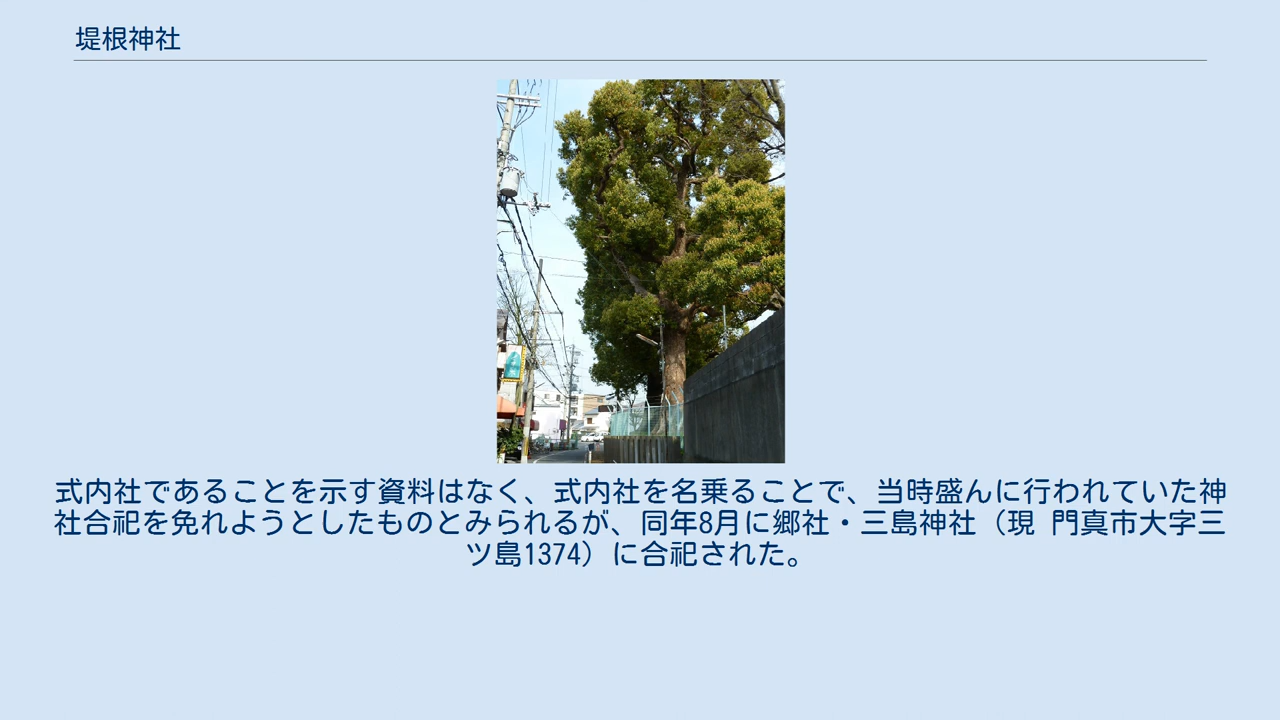 堤根神社
式内社であることを示す資料はなく、式内社を名乗ることで、当時盛んに行われていた神
社合祀を免れようとしたものとみられるが、同年8月に郷社・三島神社（現 門真市大字三
ツ島1374）に合祀された。